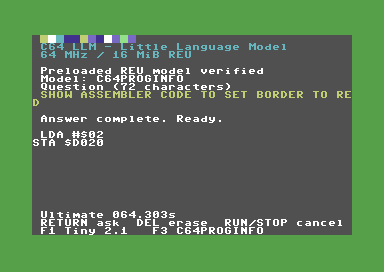 C64 LLM - Little Language Model
64 MHz / 16 MiB REU
Preloaded REU model verified
Model: C64PROGINFO
Question (72 characters)
SHOW ASSEMBLER CODE TO SET BORDER TO RE
D
Answer complete. Ready.
LDA #$02
STA $D020
Ultimate 064.303s
RETURN ask  DEL erase  RUN/STOP cancel
F1 Tiny 2.1   F3 C64PROGINFO